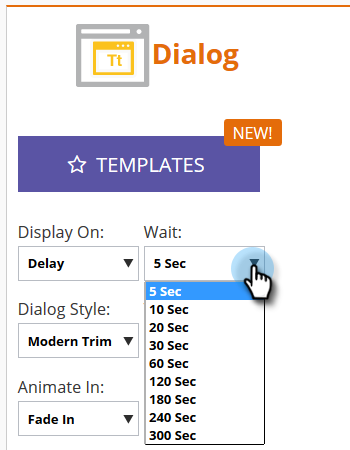 Tt
Dialog
NEW!
TEMPLATES
Display On: Wait:
Delay 5 Sec
5 Sec
Dialog Style:
10 Sec
20 Sec
Modern Trim
30 Sec
60 Sec
120 Sec
Animate In:
180 Sec
Fade In
240 Sec
300 Sec